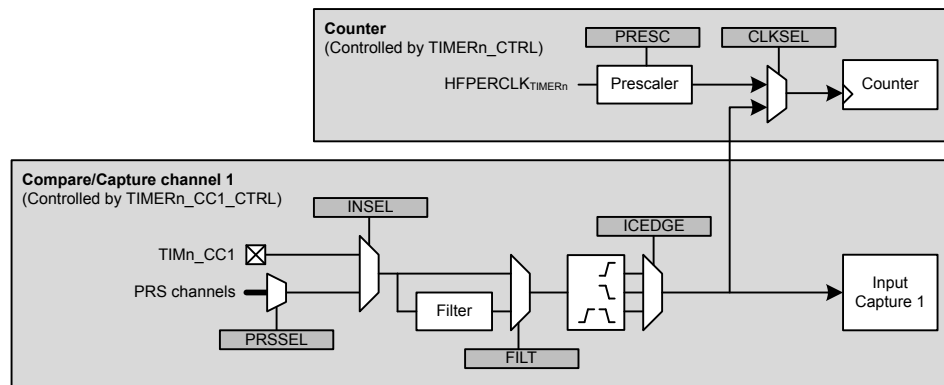 Counter
(Controlled by TIMERn_CTRL)
PRESC
CLKSEL
HFPERCLKTIMERn
Prescaler
Counter
Compare/Capture channel 1
(Controlled by TIMERn_CC1_CTRL)
INSEL
ICEDGE
TIMn_CC1
PRS channels
Filter
Input
Capture 1
PRSSEL
FILT